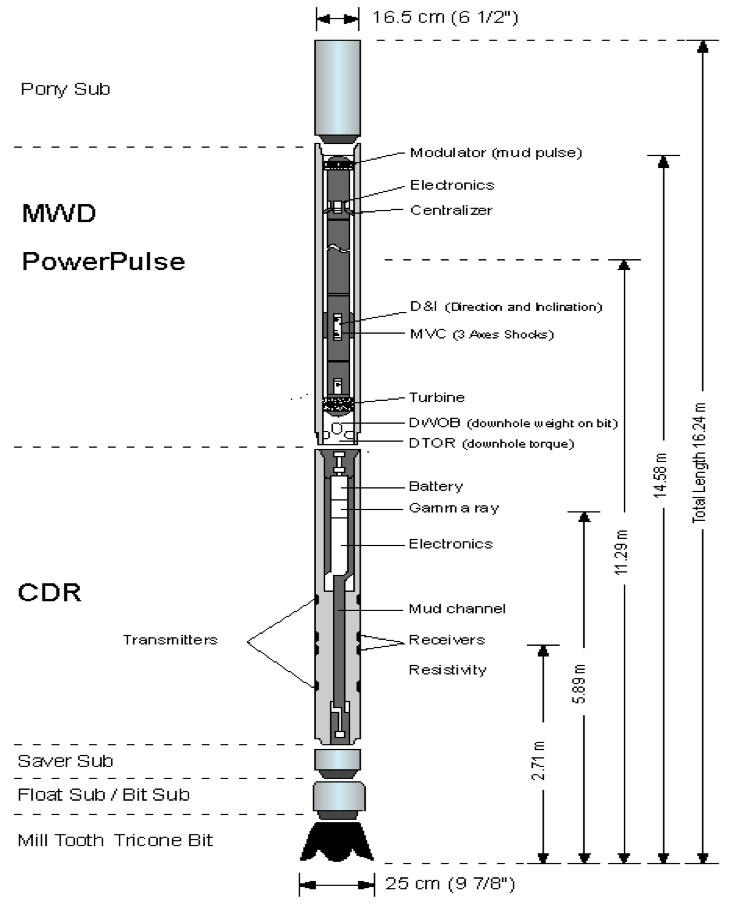 16.5 cm (6 1/2")
Pony Sub
Modulator (mud pulse)
Electronics
Centralizer
MWD
PowerPulse
D&I (Direction and Inclination)
MVC (3 Axes Shocks)
Turbine
DWOB (downhole weight on bit)
DTOR (downhole torque)
Battery
Gamma ray
Electronics
CDR
Mud channel
Transmitters
Receivers
Resistivity
Saver Sub
Float Sub / Bit Sub
Mill Tooth Tricone Bit
25 cm (9 7/8")
2.71 m
5.89 m
11.29 m
14.58 m
Total Length 16.24 m